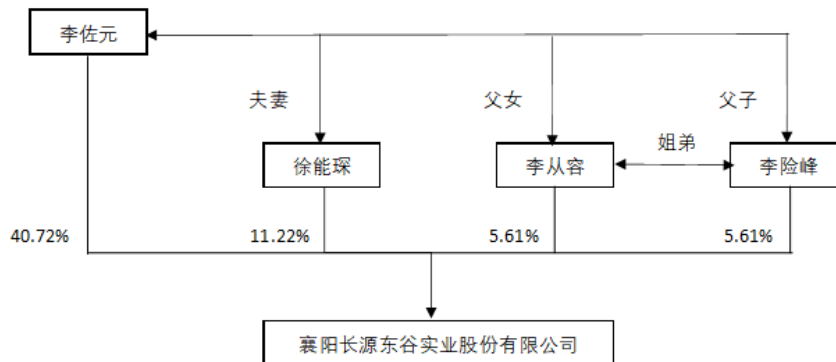 李佐元
夫妻
父女
父子
姐弟
徐能琛
李从容
李险峰
40.72%
11.22%
5.61%
5.61%
襄阳长源东谷实业股份有限公司